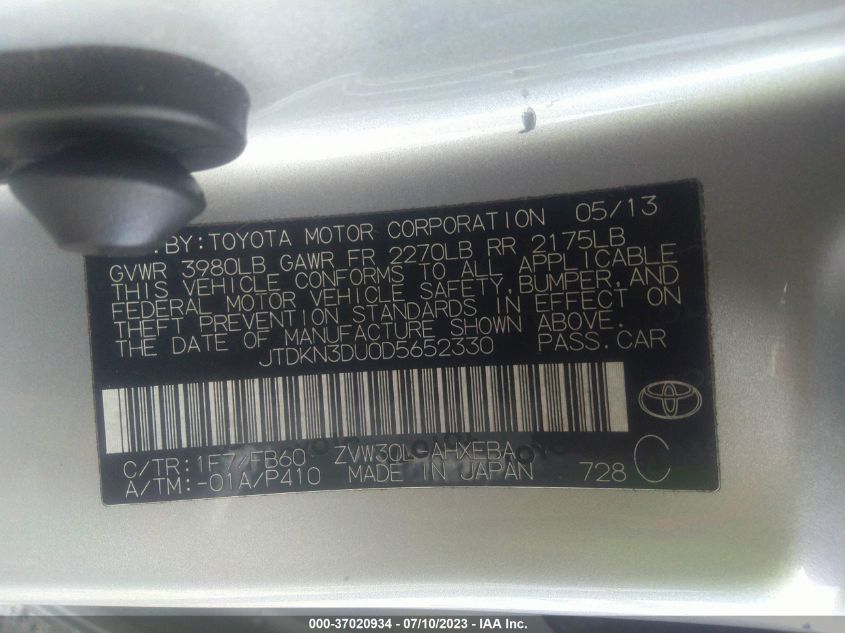 .BY:TOYOTA MOTOR CORPORATION 05/13
GVWR 3980LB GAWR FR 2270LB RR 2175LB
THIS VEHICLE CONFORMS TO ALL APPLICABLE
FEDERAL MOTOR VEHICLE SAFETY, BUMPER, AND
THEFT PREVENTION STANDARDS IN EFFECT ON
THE DATE OF MANUFACTURE SHOWN ABOVE.
JTDKN3DU0D5652330 PASS.CAR
C/TR:1F7/FB60 ZVW30L-AHXEBA
A/TM:-01A/P410 MADE IN JAPAN 728 C
000-37020934 / 07/10/2023 / IAA Inc.